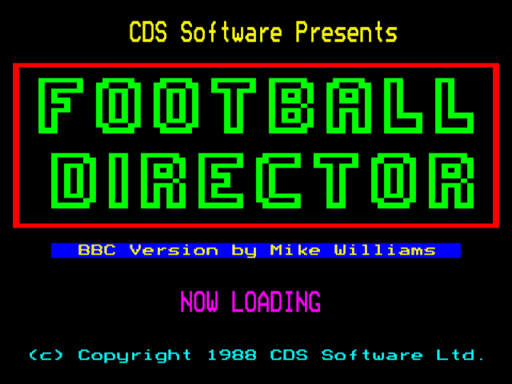 CDS Software Presents
FOOTBALL
DIRECTOR
BBC Version by Mike Williams
NOW LOADING
(c) Copyright 1988 CDS Software Ltd.